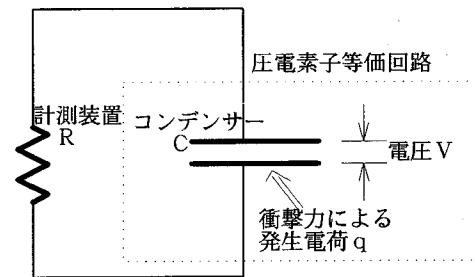 圧電素子等価回路
計測装置
R
コンデンサー
C
電圧V
衝撃力による
発生電荷q